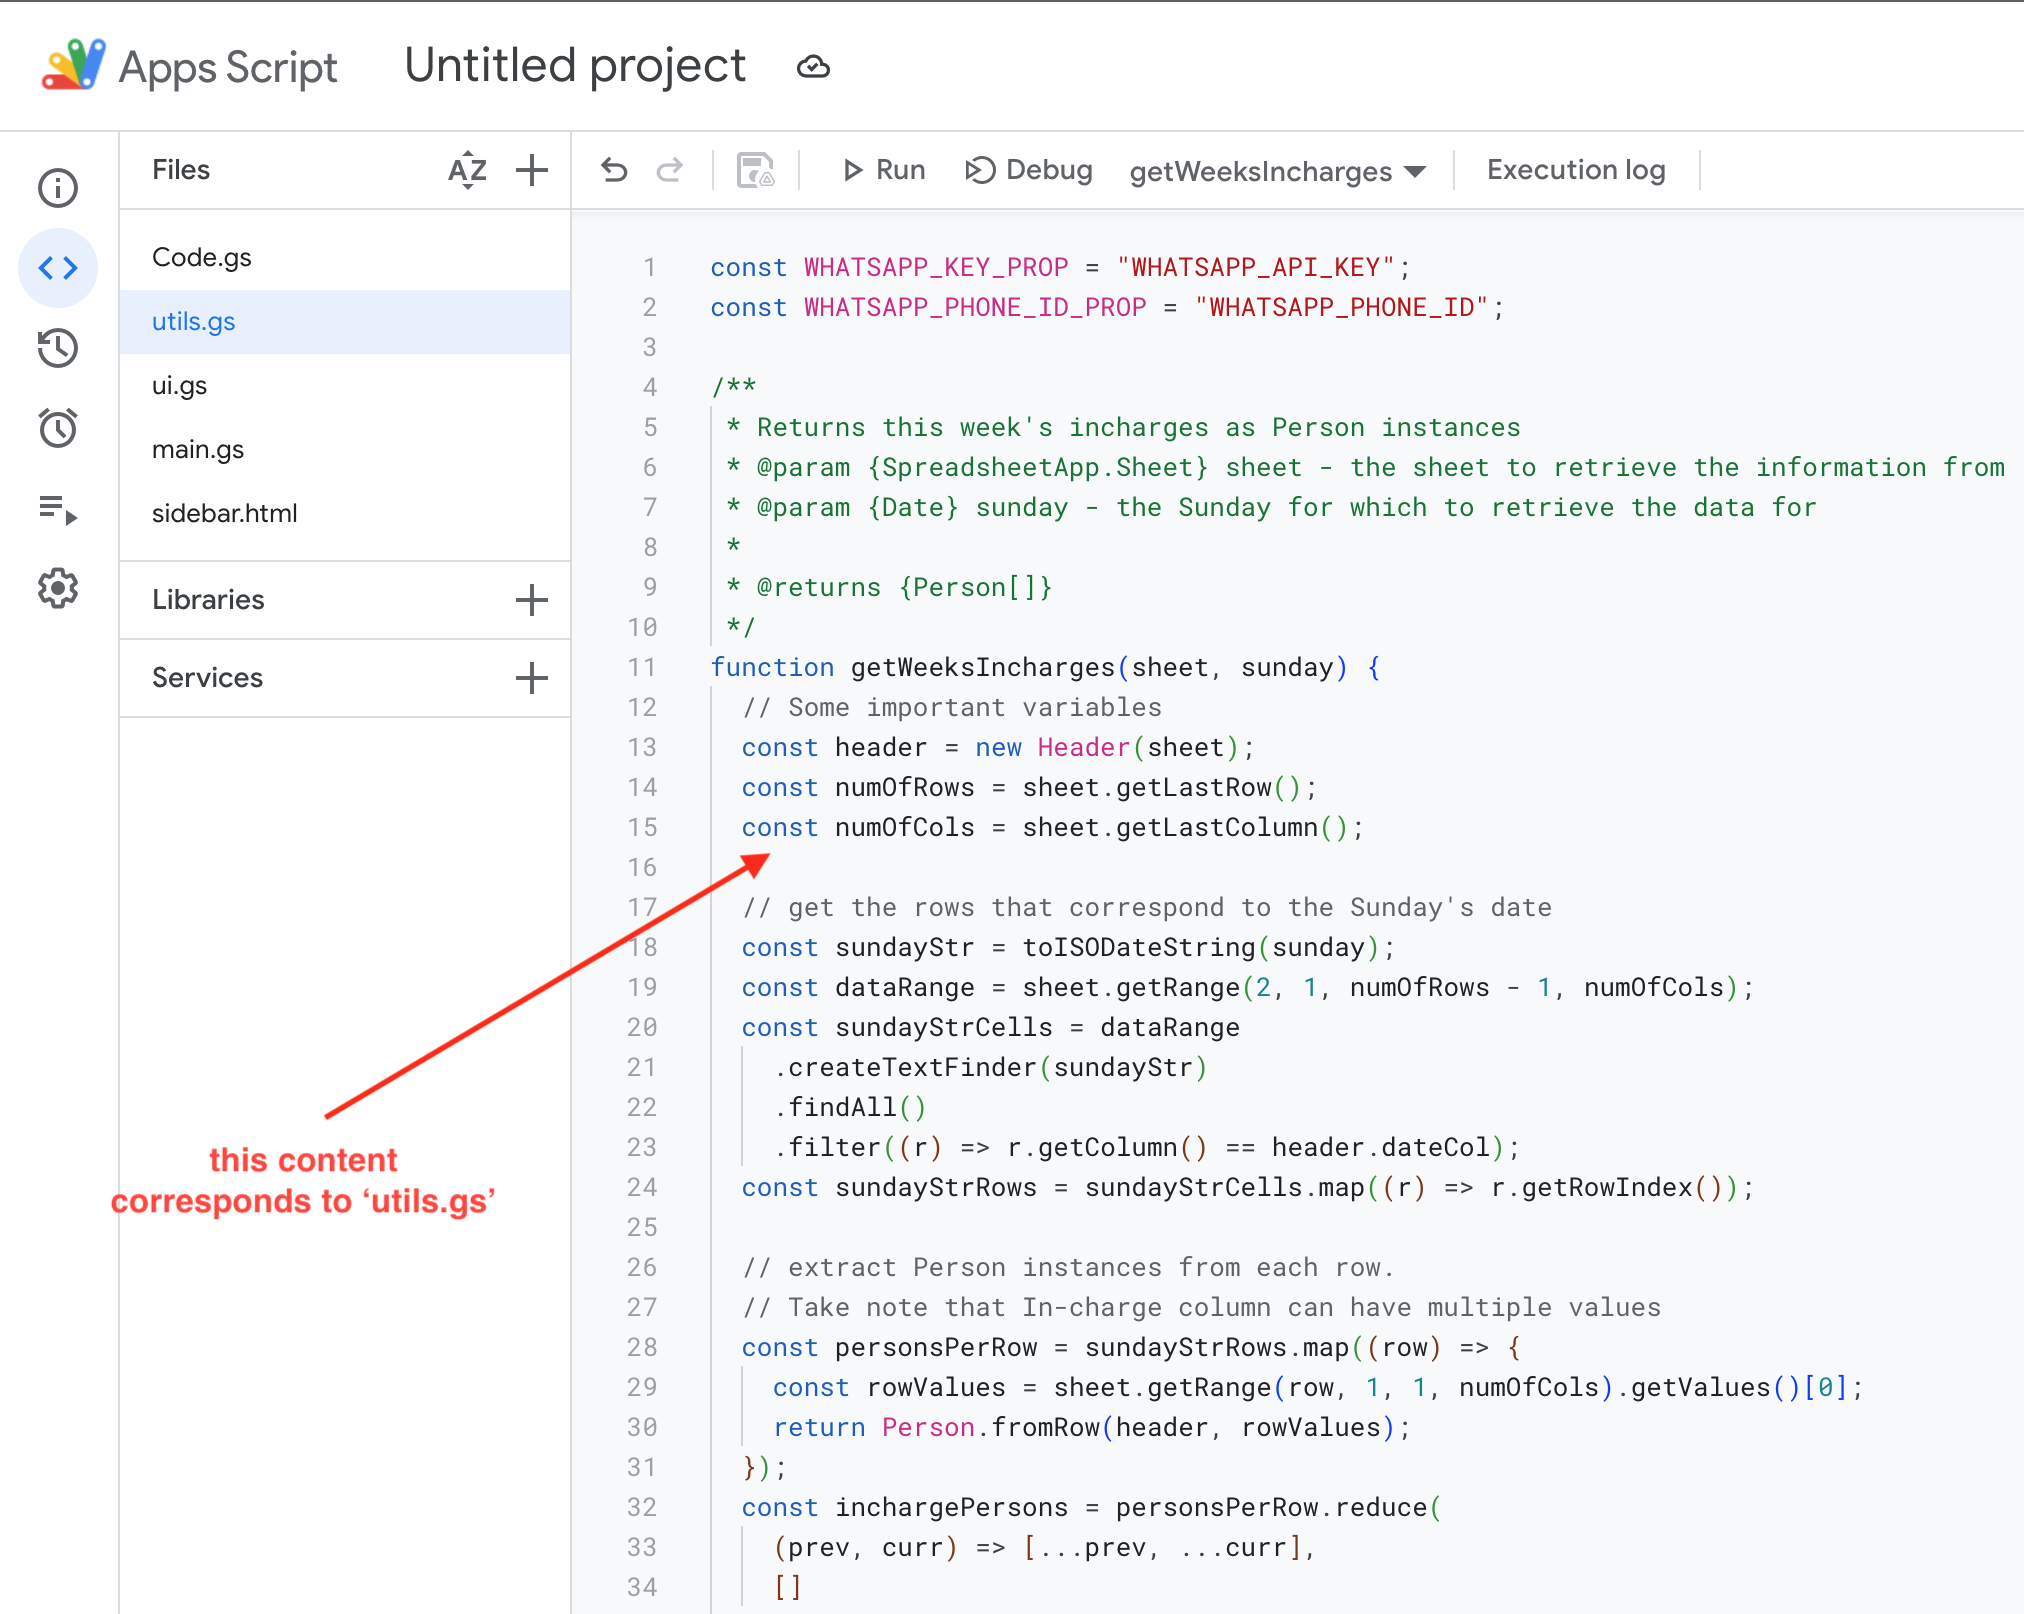 Apps Script Untitled project
Files AZ
Run Debug getWeeksIncharges Execution log
Code.gs
utils.gs
ui.gs
main.gs
sidebar.html
Libraries
Services
this content
corresponds to ‘utils.gs’
1 const WHATSAPP_KEY_PROP = "WHATSAPP_API_KEY";
2 const WHATSAPP_PHONE_ID_PROP = "WHATSAPP_PHONE_ID";
3
4 /**
5 * Returns this week's incharges as Person instances
6 * @param {SpreadsheetApp.Sheet} sheet - the sheet to retrieve the information from
7 * @param {Date} sunday - the Sunday for which to retrieve the data for
8 *
9 * @returns {Person[]}
10 */
11 function getWeeksIncharges(sheet, sunday) {
12 // Some important variables
13 const header = new Header(sheet);
14 const numOfRows = sheet.getLastRow();
15 const numOfCols = sheet.getLastColumn();
16
17 // get the rows that correspond to the Sunday's date
18 const sundayStr = toISODateString(sunday);
19 const dataRange = sheet.getRange(2, 1, numOfRows - 1, numOfCols);
20 const sundayStrCells = dataRange
21 .createTextFinder(sundayStr)
22 .findAll()
23 .filter((r) => r.getColumn() == header.dateCol);
24 const sundayStrRows = sundayStrCells.map((r) => r.getRowIndex());
25
26 // extract Person instances from each row.
27 // Take note that In-charge column can have multiple values
28 const personsPerRow = sundayStrRows.map((row) => {
29 const rowValues = sheet.getRange(row, 1, 1, numOfCols).getValues()[0];
30 return Person.fromRow(header, rowValues);
31 });
32 const inchargePersons = personsPerRow.reduce(
33 (prev, curr) => [...prev, ...curr],
34 []